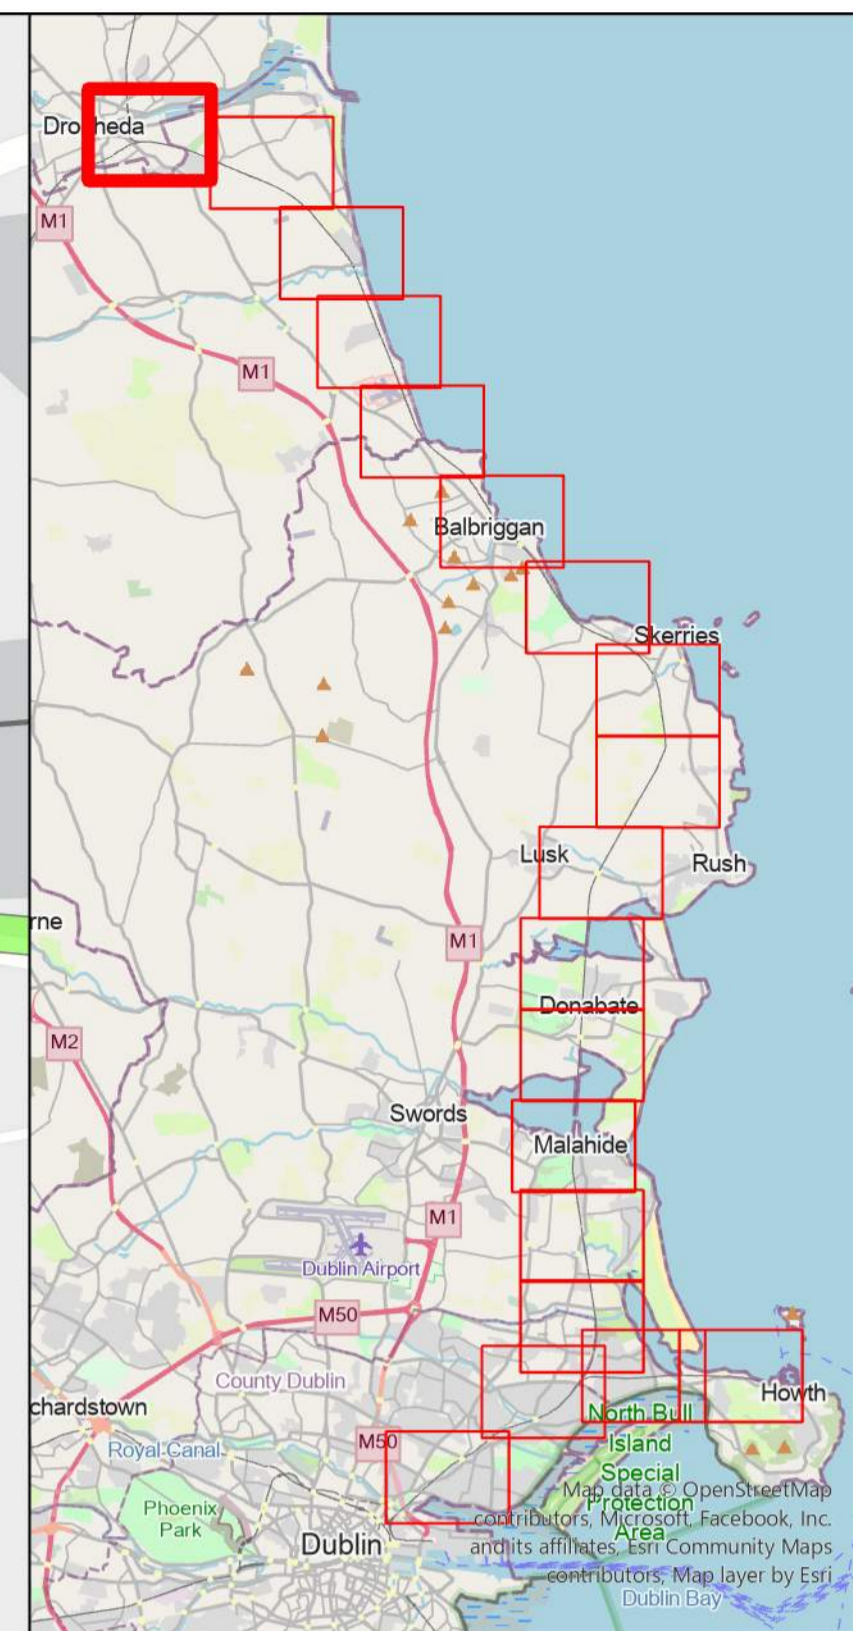 Drogheda
M1
M1
Balbriggan
Skerries
Lusk
Rush
rne
M1
Donabate
M2
Swords
Malahide
M1
Dublin Airport
M50
County Dublin
Howth
chardstown
North Bull
Island
Special
Protection
Area
M50
Royal Canal
Phoenix
Park
Dublin
Map data © OpenStreetMap
contributors, Microsoft, Facebook, Inc.
and its affiliates, Esri Community Maps
contributors, Map layer by Esri
Dublin Bay